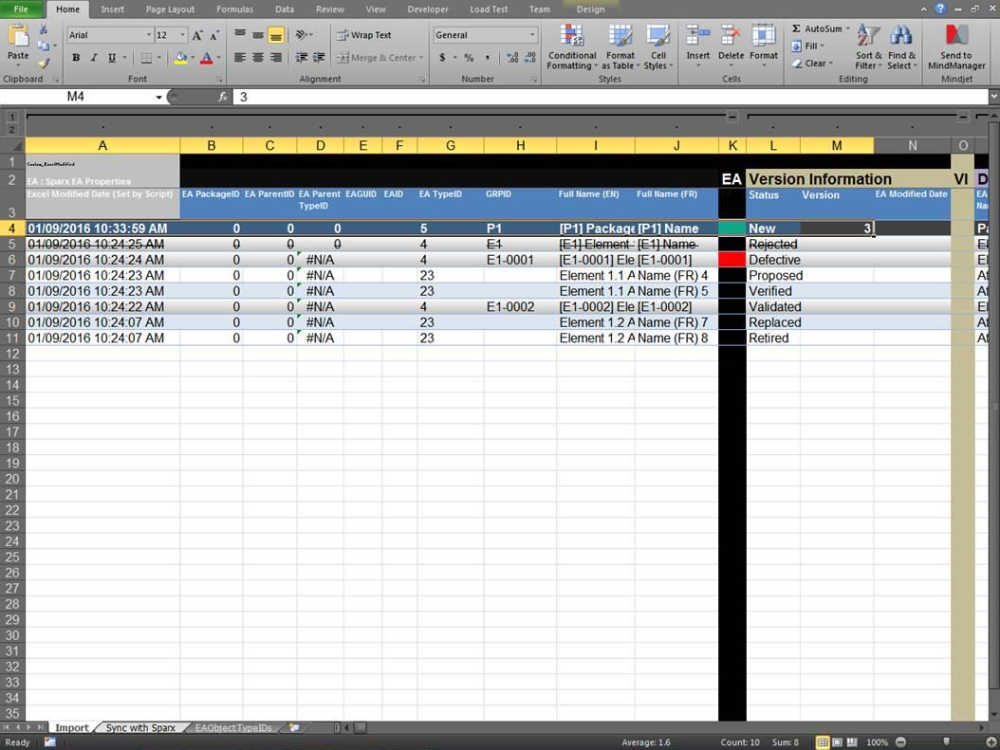 File Home Insert Page Layout Formulas Data Review View Developer Load Test Team Design
Arial 12 Wrap Text General AutoSum
Fill
Paste B I U Merge & Center $ % , Conditional Formatting Format as Table Cell Styles Insert Delete Format Clear Sort & Filter Find & Select Send to MindManager
Clipboard Font Alignment Number Styles Cells Editing Mindjet
M4 fx 3
1
2
A B C D E F G H I J K L M N O
1
2 EA : Sparx EA Properties EA Version Information VI D
3 Excel Modified Date (Set by Script) EA PackageID EA ParentID EA Parent TypeID EAGUID EAID EA TypeID GRPID Full Name (EN) Full Name (FR) Status Version EA Modified Date EA
4 01/09/2016 10:33:59 AM 0 0 0 5 P1 [P1] Package [P1] Name New 3
5 01/09/2016 10:24:25 AM 0 0 0 4 E1 [E1] Element [E1] Name Rejected
6 01/09/2016 10:24:24 AM 0 0 #N/A 4 E1-0001 [E1-0001] Ele [E1-0001] Defective El
7 01/09/2016 10:24:23 AM 0 0 #N/A 23 Element 1.1 A Name (FR) 4 Proposed At
8 01/09/2016 10:24:23 AM 0 0 #N/A 23 Element 1.1 A Name (FR) 5 Verified At
9 01/09/2016 10:24:22 AM 0 0 #N/A 4 E1-0002 [E1-0002] Ele [E1-0002] Validated El
10 01/09/2016 10:24:07 AM 0 0 #N/A 23 Element 1.2 A Name (FR) 7 Replaced At
11 01/09/2016 10:24:07 AM 0 0 #N/A 23 Element 1.2 A Name (FR) 8 Retired At
12
13
14
15
16
17
18
19
20
21
22
23
24
25
26
27
28
29
30
31
32
33
34
35
Import Sync with Sparx EAObjectTypeIDs
Ready Average: 1.6 Count: 10 Sum: 8 100%